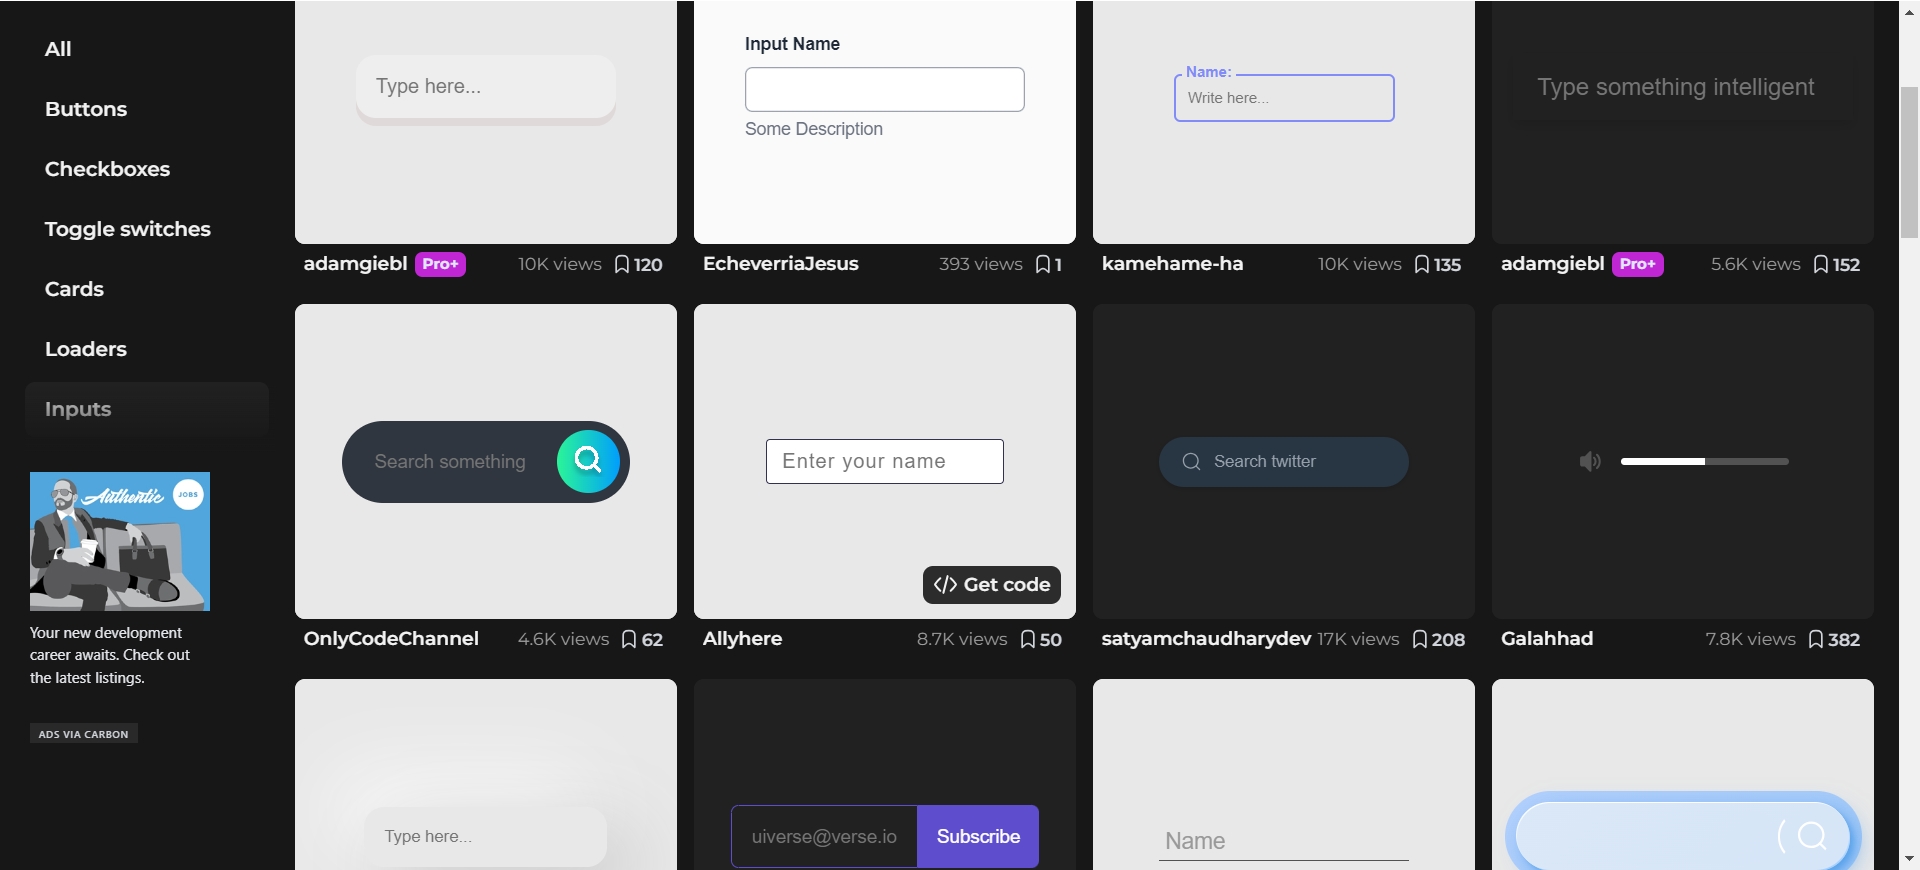 All
Buttons
Checkboxes
Toggle switches
Cards
Loaders
Inputs
Authentic
JOBS
Your new development
career awaits. Check out
the latest listings.
ADS VIA CARBON
Type here...
adamgiebl Pro+ 10K views 120
Input Name
Some Description
EcheverriaJesus 393 views 1
Name:
Write here...
kamehame-ha 10K views 135
Type something intelligent
adamgiebl Pro+ 5.6K views 152
Search something
OnlyCodeChannel 4.6K views 62
Enter your name
</> Get code
Allyhere 8.7K views 50
Search twitter
satyamchaudharydev 17K views 208
Galahhad 7.8K views 382
Type here...
uiverse@verse.io Subscribe
Name